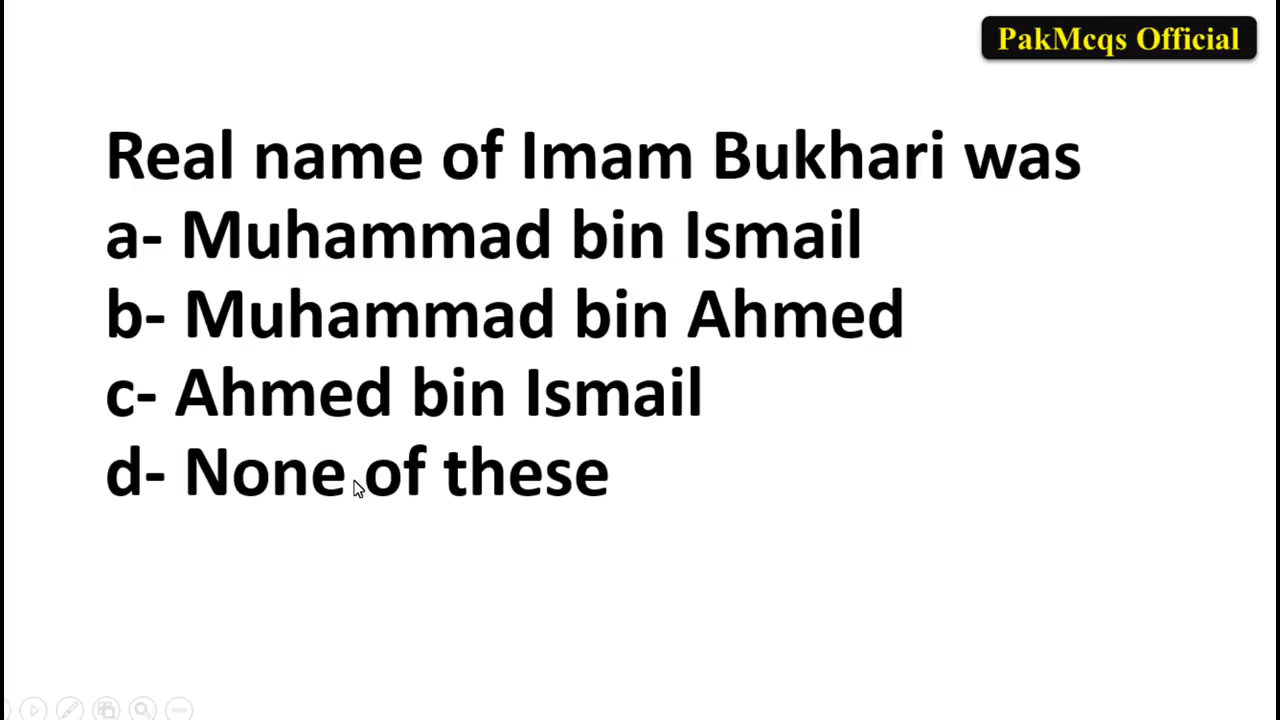 PakMcqs Official
Real name of Imam Bukhari was
a- Muhammad bin Ismail
b- Muhammad bin Ahmed
c- Ahmed bin Ismail
d- None of these